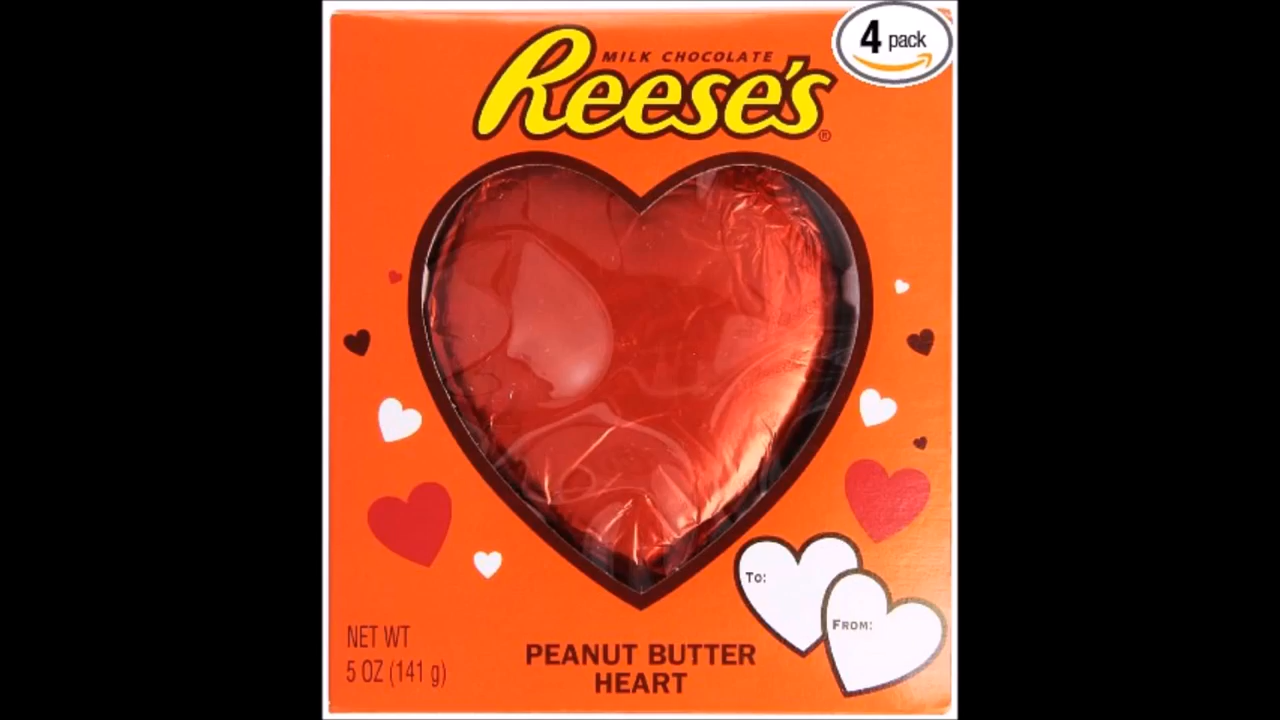 4 pack
MILK CHOCOLATE
Reese's®
To:
FROM:
NET WT
5 OZ (141 g)
PEANUT BUTTER
HEART